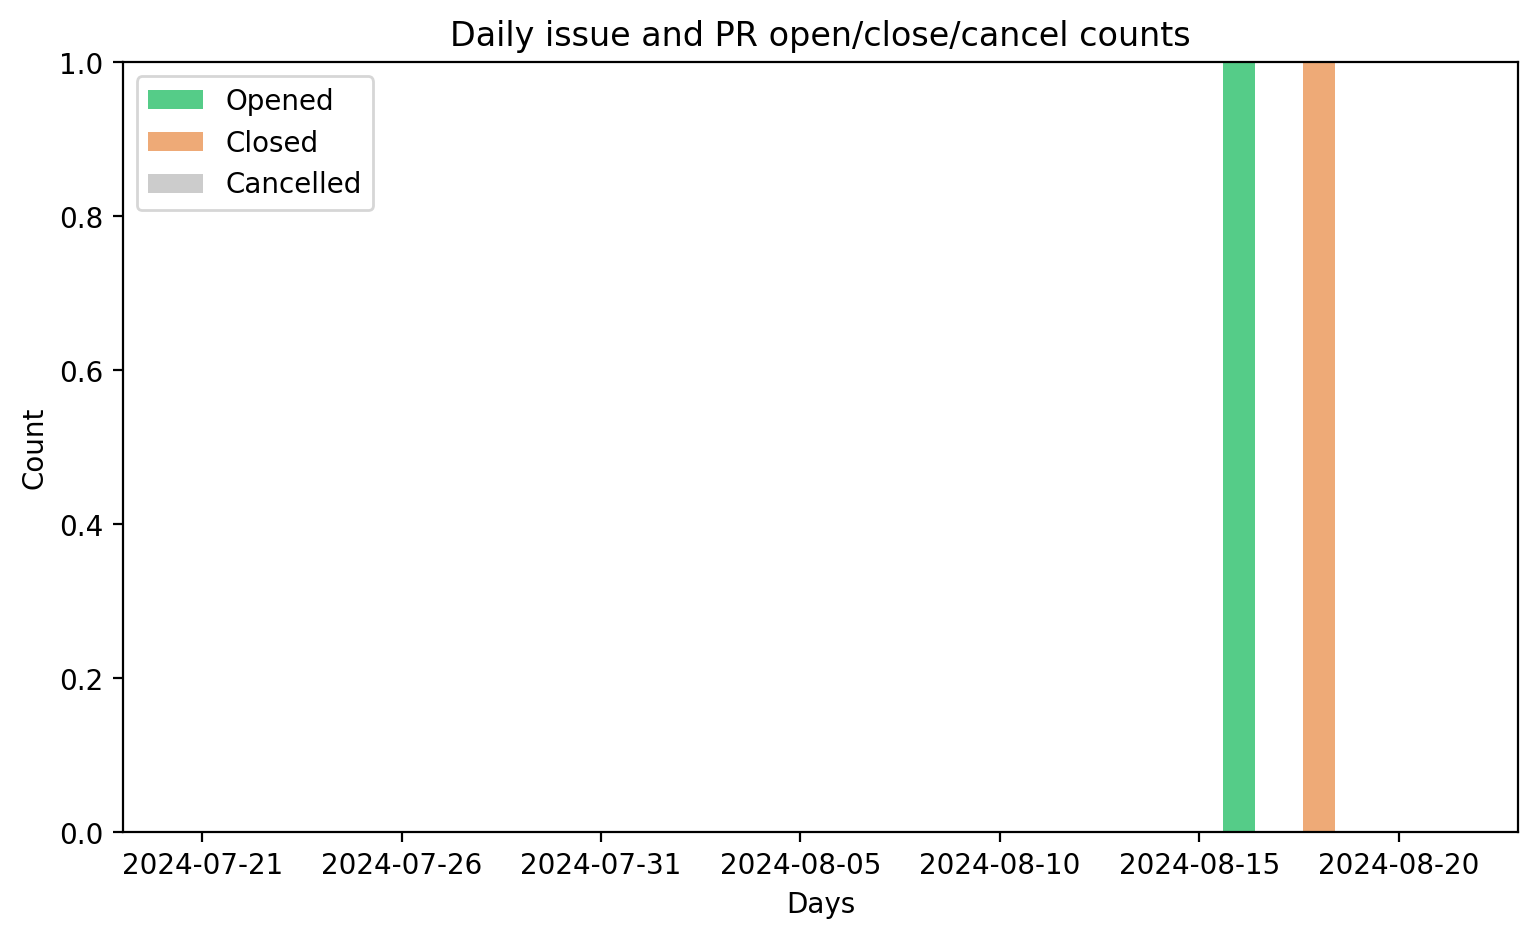 Daily issue and PR open/close/cancel counts
1.0
0.8
0.6
0.4
0.2
0.0
Count
Opened
Closed
Cancelled
2024-07-21 2024-07-26 2024-07-31 2024-08-05 2024-08-10 2024-08-15 2024-08-20
Days